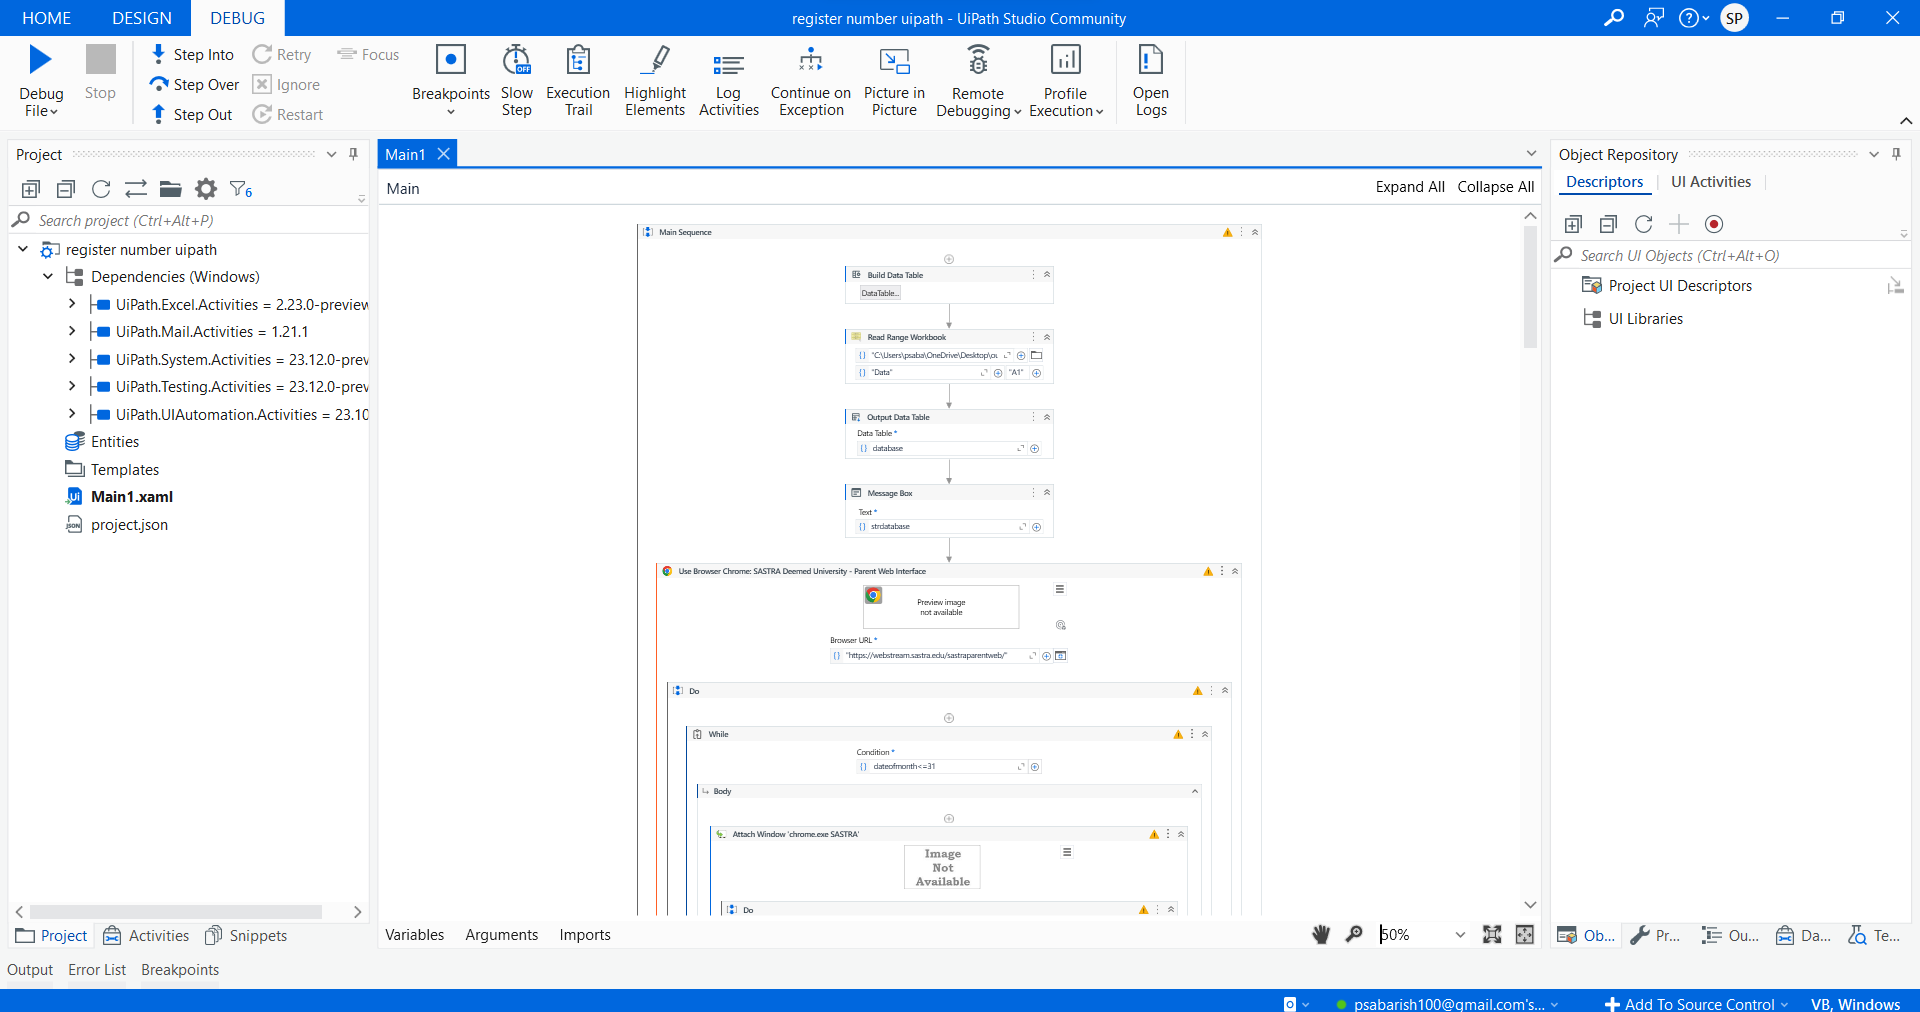 HOME DESIGN DEBUG
register number uipath - UiPath Studio Community
SP
Debug File
Stop
Step Into
Step Over
Step Out
Retry
Ignore
Restart
Focus
Breakpoints
Slow Step
OFF
Execution Trail
Highlight Elements
Log Activities
Continue on Exception
Picture in Picture
Remote Debugging
Profile Execution
Open Logs
Project
6
Search project (Ctrl+Alt+P)
register number uipath
Dependencies (Windows)
UiPath.Excel.Activities = 2.23.0-preview
UiPath.Mail.Activities = 1.21.1
UiPath.System.Activities = 23.12.0-prev
UiPath.Testing.Activities = 23.12.0-prev
UiPath.UIAutomation.Activities = 23.10
Entities
Templates
Main1.xaml
project.json
Project Activities Snippets
Main1
Main
Expand All Collapse All
Main Sequence
Build Data Table
DataTable...
Read Range Workbook
"C:\Users\psaba\OneDrive\Desktop\ou
"Data" "A1"
Output Data Table
Data Table *
database
Message Box
Text *
strdatabase
Use Browser Chrome: SASTRA Deemed University - Parent Web Interface
Preview image
not available
Browser URL *
"https://webstream.sastra.edu/sastraparentweb/"
Do
While
Condition *
dateofmonth<=31
Body
Attach Window 'chrome.exe SASTRA'
Image
Not
Available
Do
Variables Arguments Imports
50%
Object Repository
Descriptors UI Activities
Search UI Objects (Ctrl+Alt+O)
Project UI Descriptors
UI Libraries
Ob... Pr... Ou... Da... Te...
Output Error List Breakpoints
psabarish100@gmail.com's...
Add To Source Control
VB, Windows